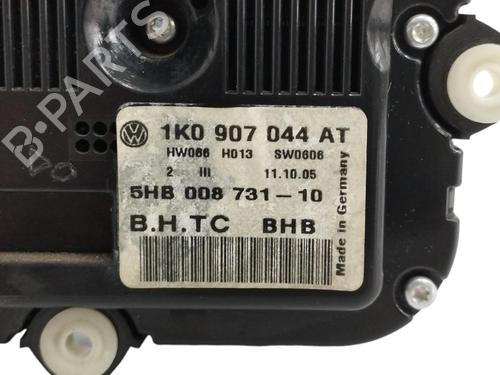 B-PARTS
1K0 907 044 AT
HW066 H013 SW0606
2 III 11.10.05
5HB 008 731-10
B.H.TC BHB
Made in Germany